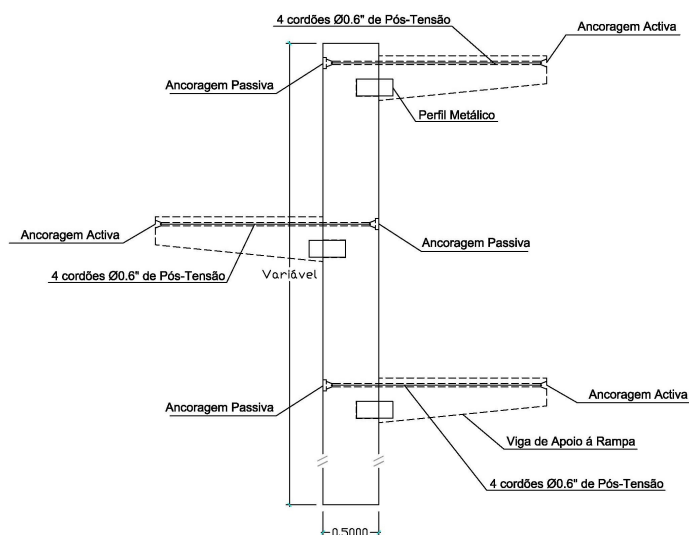 4 cordões Ø0.6" de Pós-Tensão
Ancoragem Activa
Ancoragem Passiva
Perfil Metálico
Ancoragem Activa
Ancoragem Passiva
4 cordões Ø0.6" de Pós-Tensão
Variável
Ancoragem Passiva
Ancoragem Activa
Viga de Apoio á Rampa
4 cordões Ø0.6" de Pós-Tensão
0.5000